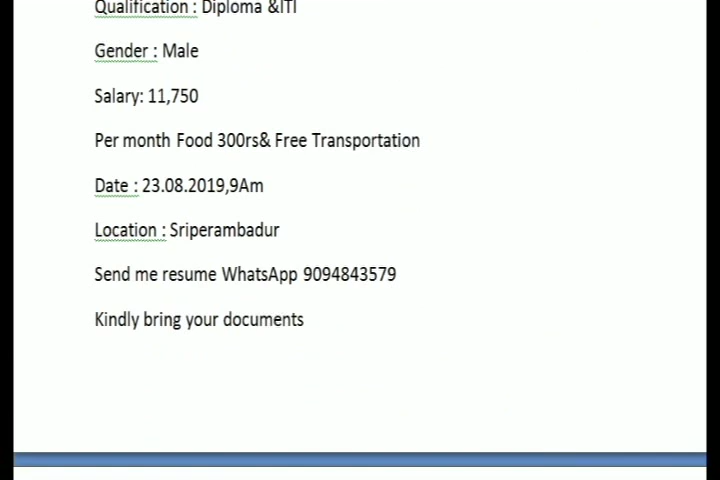 Qualification : Diploma &ITI
Gender : Male
Salary: 11,750
Per month Food 300rs& Free Transportation
Date : 23.08.2019,9Am
Location : Sriperambadur
Send me resume WhatsApp 9094843579
Kindly bring your documents